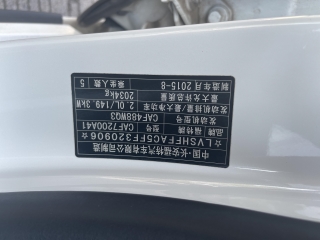 中国·长安福特汽车有限公司制造
☆LVSHFFAC5FF320906☆
品牌 福特牌 型号 CAF7200A41
发动机型号 CAF488WQ3
发动机排量/最大净功率 2.0L/149.3kW
最大允许总质量 2034kg
制造年月 2015-8 乘坐人数 5